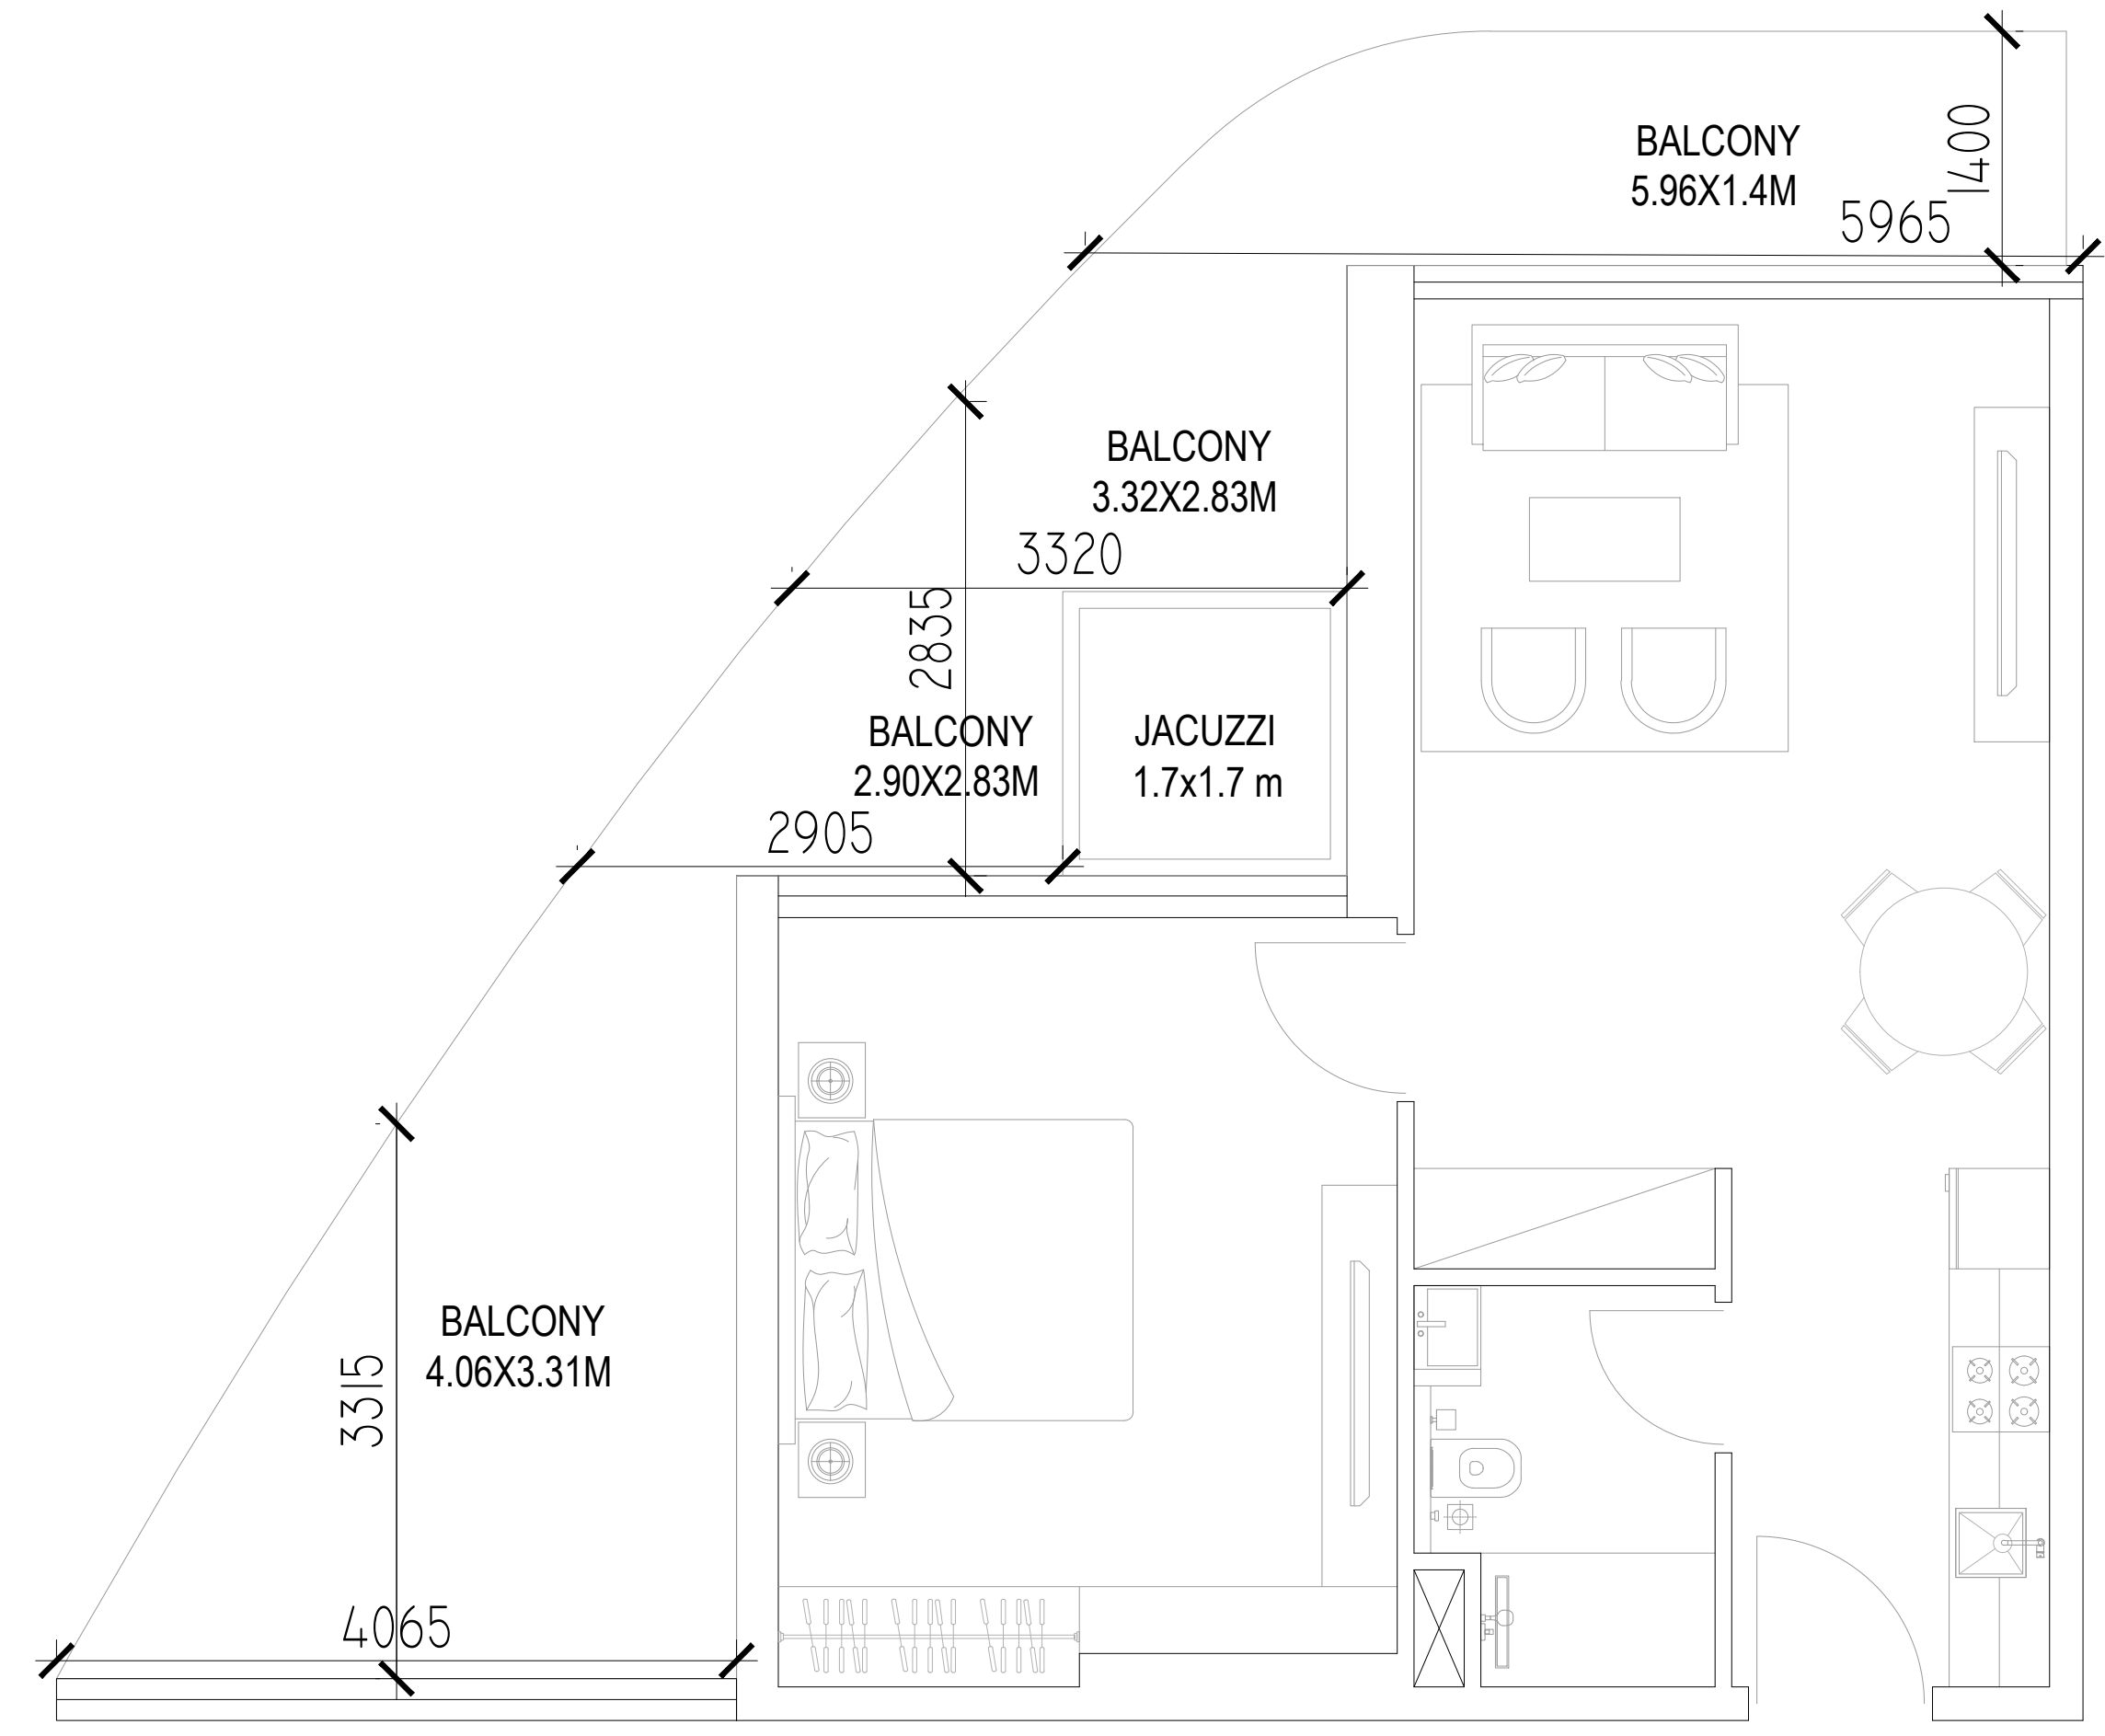 BALCONY
5.96X1.4M
1400
5965
BALCONY
3.32X2.83M
3320
2835
BALCONY
2.90X2.83M
2905
JACUZZI
1.7x1.7 m
BALCONY
4.06X3.31M
3315
4065